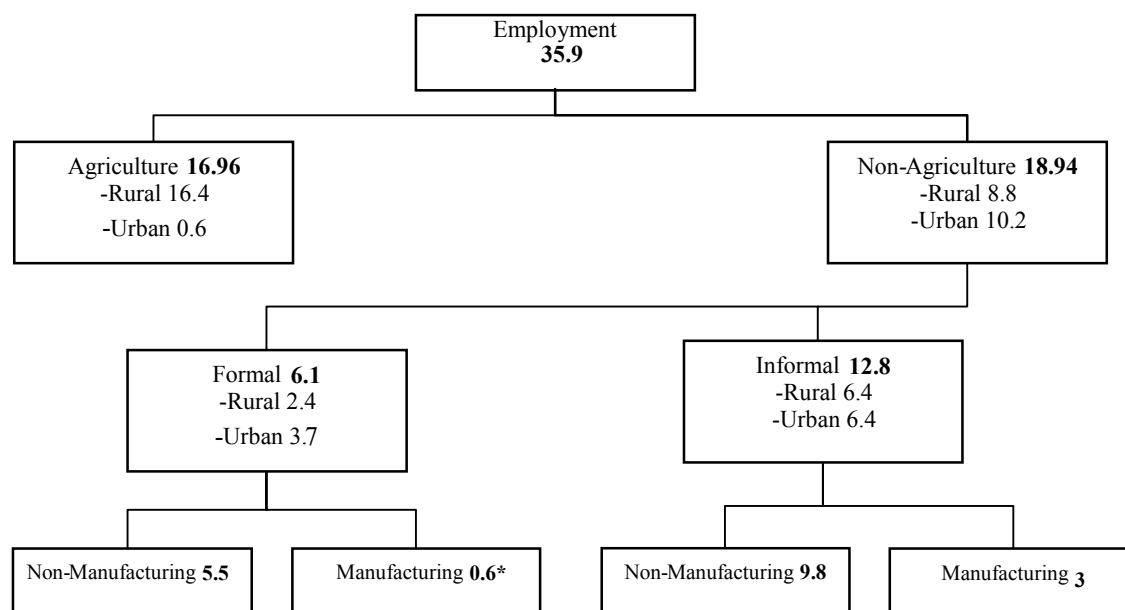 Employment
35.9
Agriculture 16.96
-Rural 16.4
-Urban 0.6
Non-Agriculture 18.94
-Rural 8.8
-Urban 10.2
Formal 6.1
-Rural 2.4
-Urban 3.7
Informal 12.8
-Rural 6.4
-Urban 6.4
Non-Manufacturing 5.5
Manufacturing 0.6*
Non-Manufacturing 9.8
Manufacturing 3